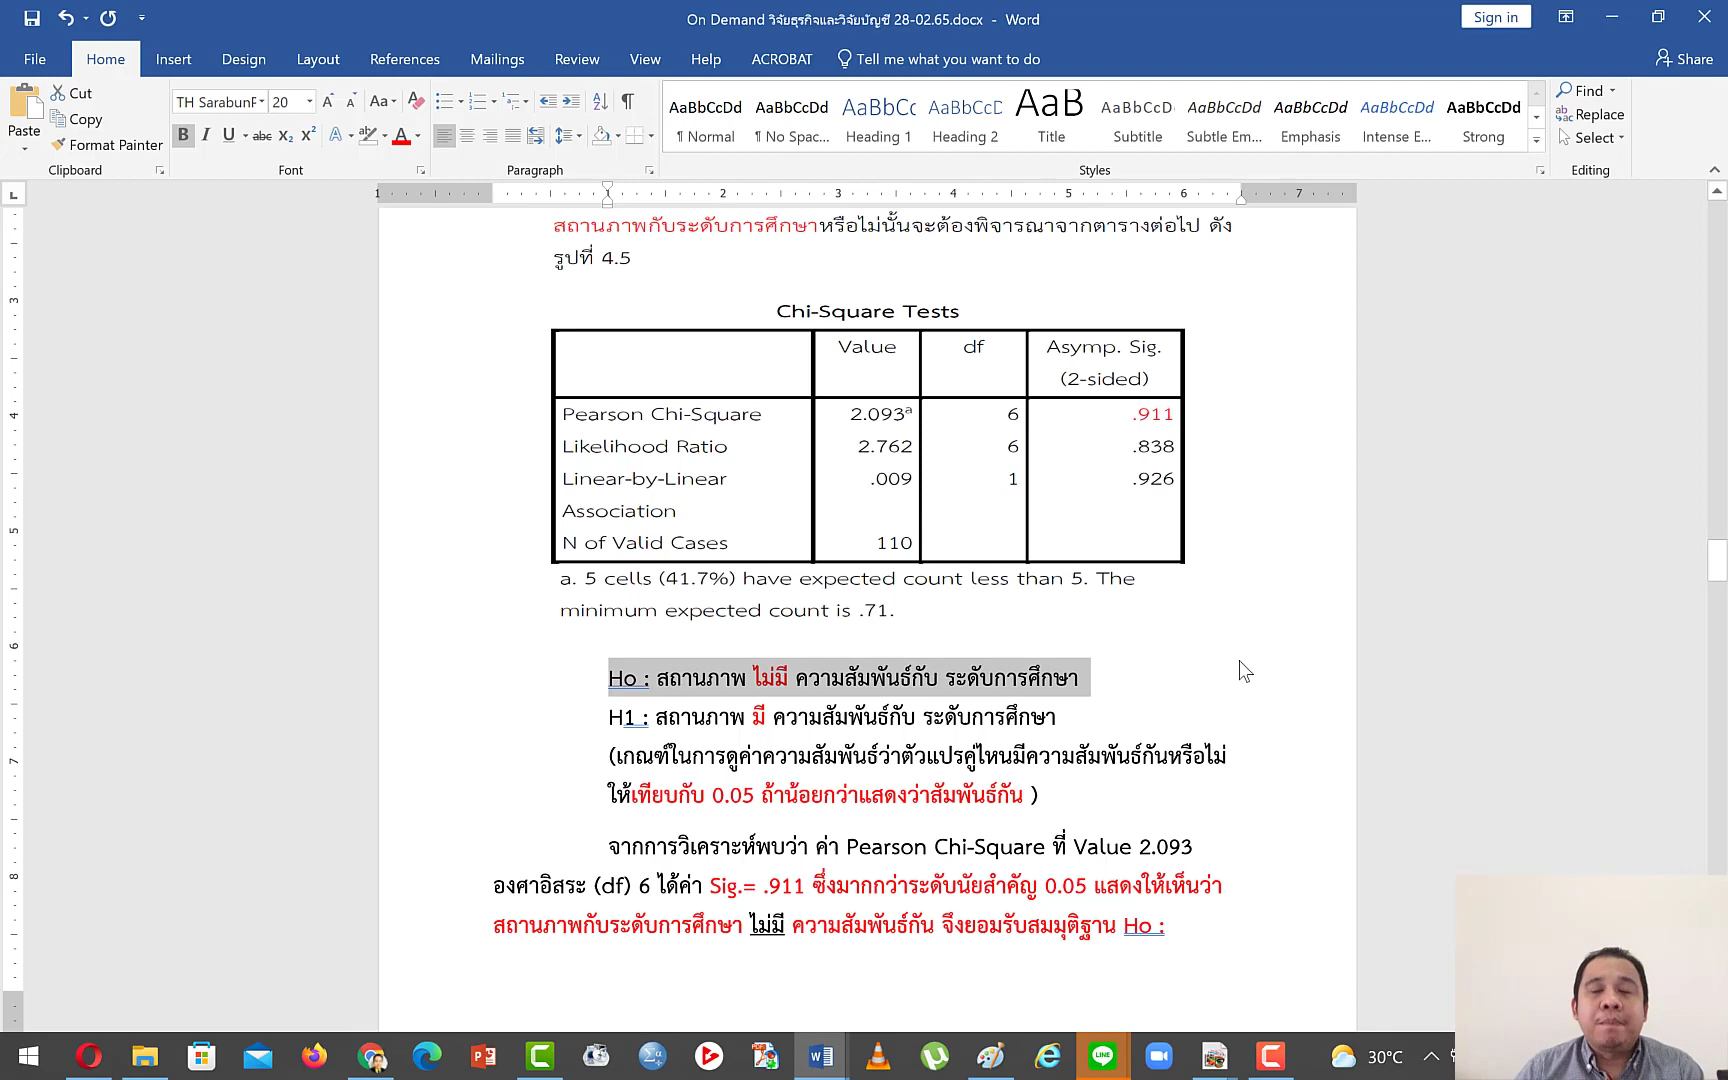 On Demand วิจัยธุรกิจและวิจัยบัญชี 28-02.65.docx - Word
Sign in
File Home Insert Design Layout References Mailings Review View Help ACROBAT Tell me what you want to do Share
Paste Cut Copy Format Painter
Clipboard
TH SarabunP 20
Font
Paragraph
AaBbCcDd AaBbCcDd AaBbCc AaBbCcD AaB AaBbCcD AaBbCcDd AaBbCcDd AaBbCcDd AaBbCcDd
¶ Normal ¶ No Spac... Heading 1 Heading 2 Title Subtitle Subtle Em... Emphasis Intense E... Strong
Styles
Find
Replace
Select
Editing
1 1 2 3 4 5 6 7
3
4
5
6
7
8
สถานภาพกับระดับการศึกษาหรือไม่นั้นจะต้องพิจารณาจากตารางต่อไป ดัง
รูปที่ 4.5
Chi-Square Tests
Value df Asymp. Sig.
(2-sided)
Pearson Chi-Square 2.093a 6 .911
Likelihood Ratio 2.762 6 .838
Linear-by-Linear .009 1 .926
Association
N of Valid Cases 110
a. 5 cells (41.7%) have expected count less than 5. The
minimum expected count is .71.
Ho : สถานภาพ ไม่มี ความสัมพันธ์กับ ระดับการศึกษา
H1 : สถานภาพ มี ความสัมพันธ์กับ ระดับการศึกษา
(เกณฑ์ในการดูค่าความสัมพันธ์ว่าตัวแปรคู่ไหนมีความสัมพันธ์กันหรือไม่
ให้เทียบกับ 0.05 ถ้าน้อยกว่าแสดงว่าสัมพันธ์กัน )
จากการวิเคราะห์พบว่า ค่า Pearson Chi-Square ที่ Value 2.093
องศาอิสระ (df) 6 ได้ค่า Sig.= .911 ซึ่งมากกว่าระดับนัยสำคัญ 0.05 แสดงให้เห็นว่า
สถานภาพกับระดับการศึกษา ไม่มี ความสัมพันธ์กัน จึงยอมรับสมมุติฐาน Ho :
LINE
30°C